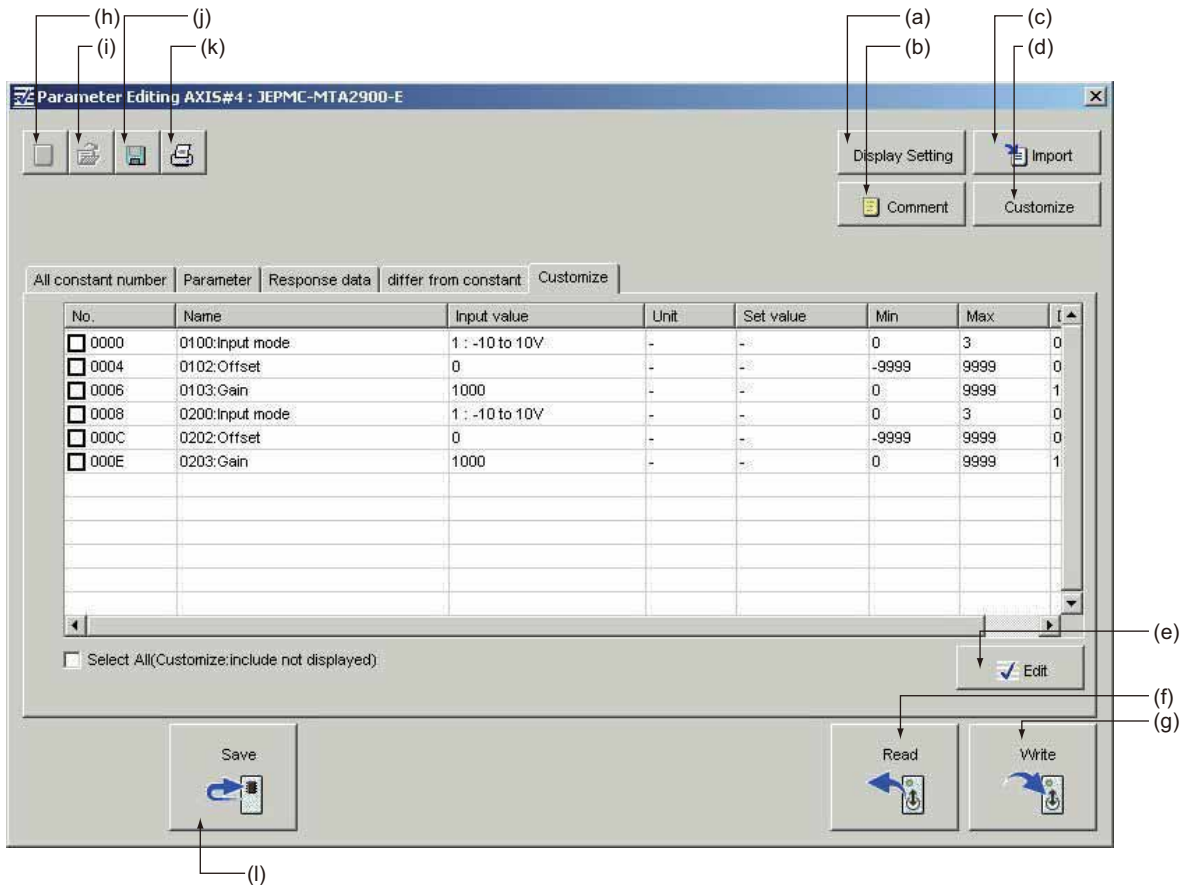 (h) (j) (a) (c)
(i) (k) (b) (d)
Parameter Editing AXIS#4 : JEPMC-MTA2900-E
Display Setting Import
Comment Customize
All constant number Parameter Response data differ from constant Customize
No. Name Input value Unit Set value Min Max
0000 0100:Input mode 1 : -10 to 10V - - 0 3 0
0004 0102:Offset 0 - - -9999 9999 0
0006 0103:Gain 1000 - - 0 9999 1
0008 0200:Input mode 1 : -10 to 10V - - 0 3 0
000C 0202:Offset 0 - - -9999 9999 0
000E 0203:Gain 1000 - - 0 9999 1
(e)
Select All(Customize:include not displayed)
Edit
(f)
(g)
Save Read Write
(l)